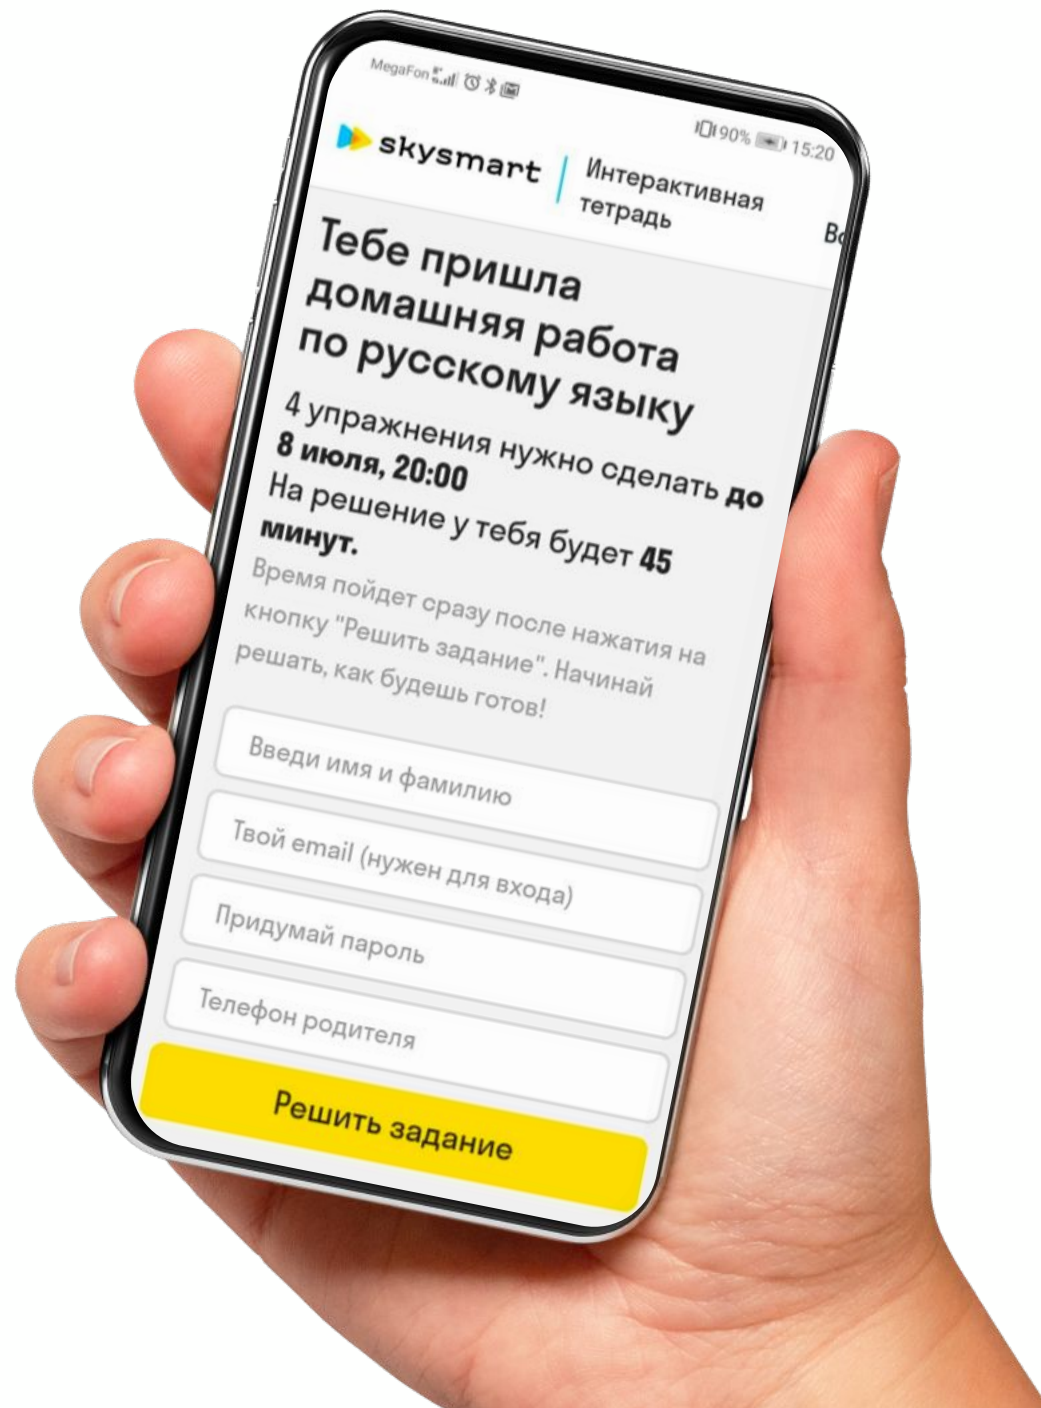 MegaFon
90% 15:20
skysmart
Интерактивная
тетрадь
Тебе пришла
домашняя работа
по русскому языку
4 упражнения нужно сделать до
8 июля, 20:00
На решение у тебя будет 45
минут.
Время пойдет сразу после нажатия на
кнопку "Решить задание". Начинай
решать, как будешь готов!
Введи имя и фамилию
Твой email (нужен для входа)
Придумай пароль
Телефон родителя
Решить задание